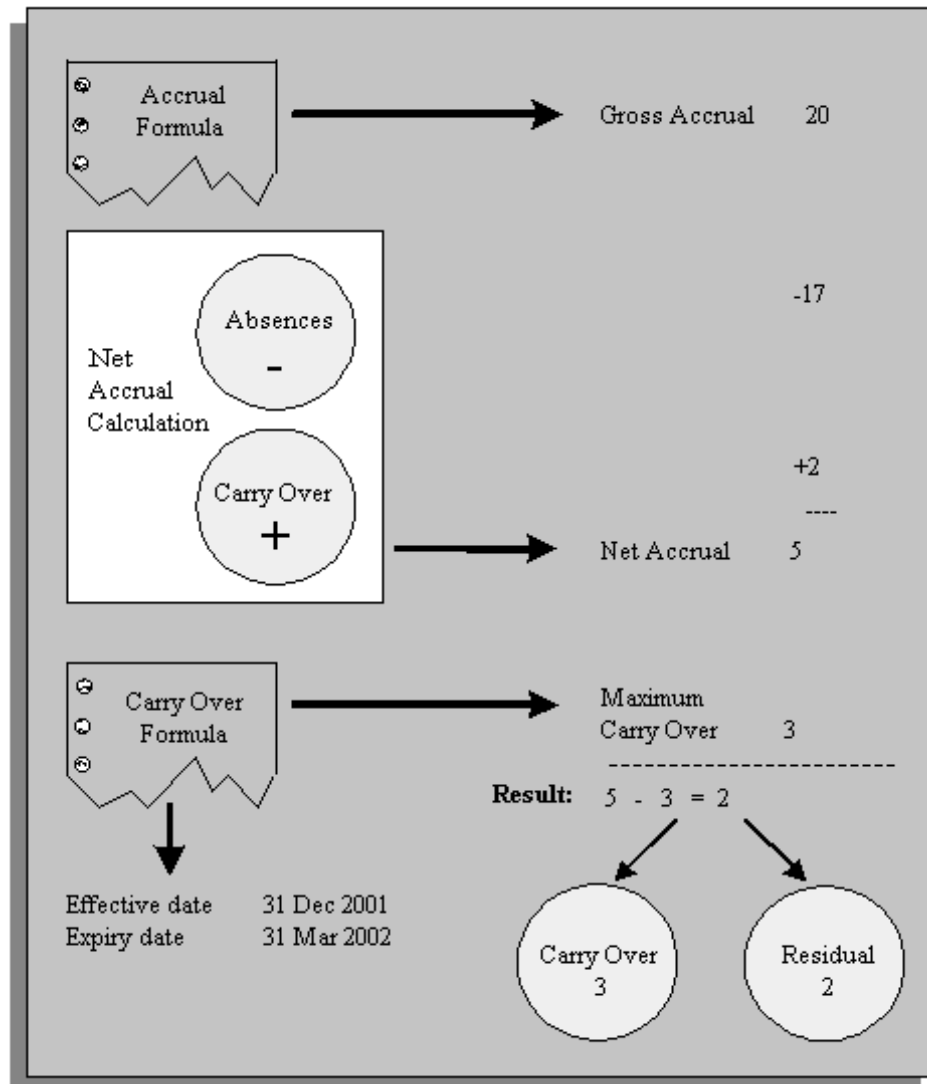 Accrual
Formula
Gross Accrual 20
Absences
-
-17
Net
Accrual
Calculation
Carry Over
+
+2
----
Net Accrual 5
Carry Over
Formula
Maximum
Carry Over 3
------------------------
Result: 5 - 3 = 2
Effective date 31 Dec 2001
Expiry date 31 Mar 2002
Carry Over
3
Residual
2